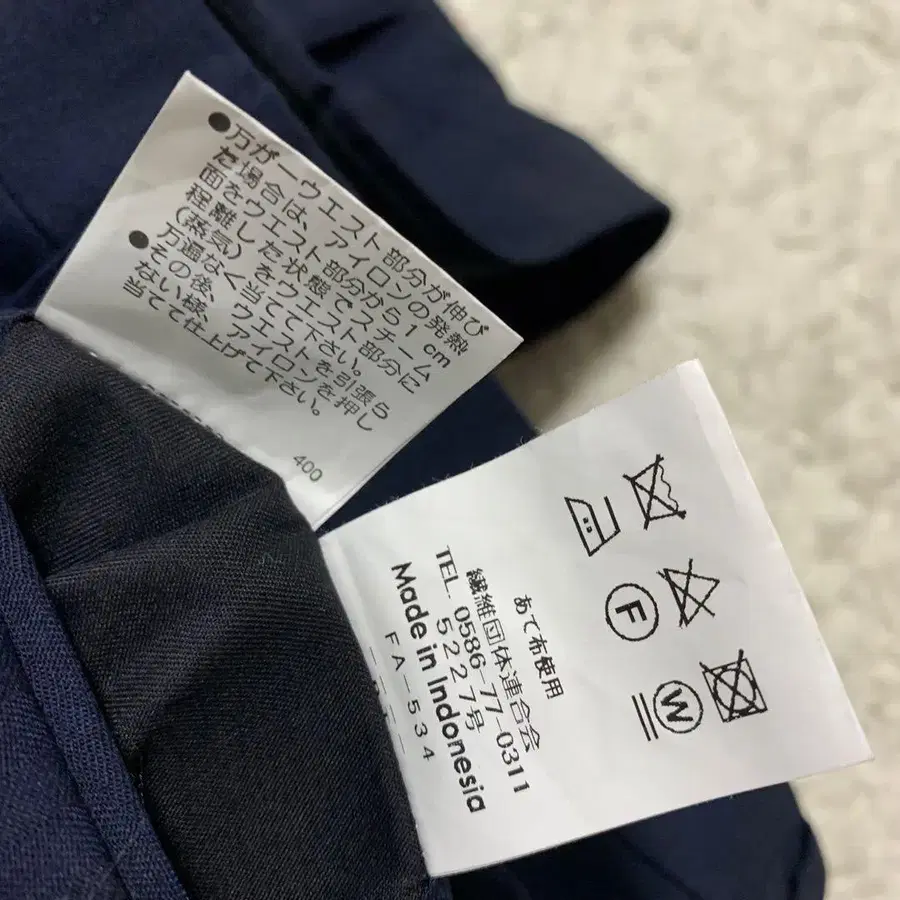 ●万が一ウエスト部分が伸び
た場合は、アイロンの発熱
面をウエスト部分から1cm
程離した状態でスチーム
(蒸気)をウエスト部分に
万遍なく当てて下さい。
●その後、ウエストを引張ら
ない様、アイロンを押し
当てて仕上げて下さい。
400
F
W
あて布使用
繊維団体連合会
TEL. 0586-77-0311
5227号
Made in Indonesia
FA-534